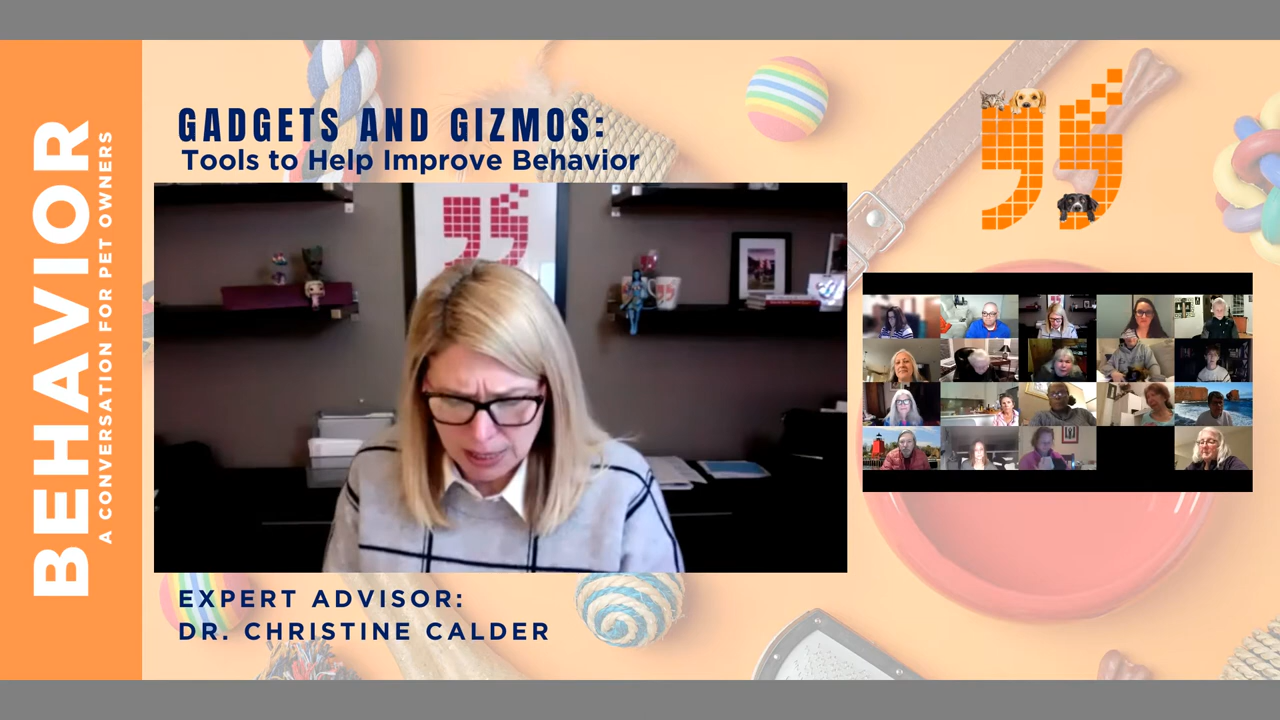 BEHAVIOR
A CONVERSATION FOR PET OWNERS
GADGETS AND GIZMOS:
Tools to Help Improve Behavior
EXPERT ADVISOR:
DR. CHRISTINE CALDER